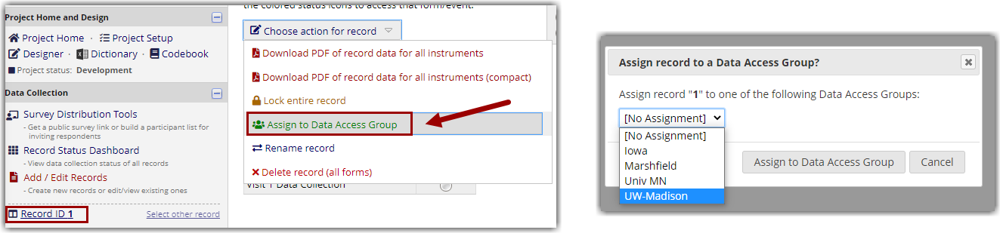 the colored status icons to access that form/event.
Project Home and Design
Project Home · Project Setup
Designer · Dictionary · Codebook
Project status: Development
Data Collection
Survey Distribution Tools
- Get a public survey link or build a participant list for
inviting respondents
Record Status Dashboard
- View data collection status of all records
Add / Edit Records
- Create new records or edit/view existing ones
Record ID 1
Select other record
Choose action for record
Download PDF of record data for all instruments
Download PDF of record data for all instruments (compact)
Lock entire record
Assign to Data Access Group
Rename record
Delete record (all forms)
Visit 1 Data Collection
Assign record to a Data Access Group?
Assign record "1" to one of the following Data Access Groups:
[No Assignment]
[No Assignment]
Iowa
Marshfield
Univ MN
UW-Madison
Assign to Data Access Group
Cancel